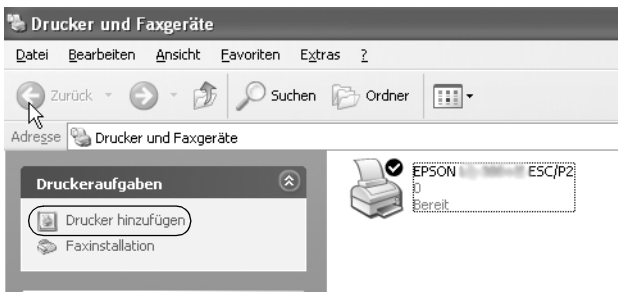 Drucker und Faxgeräte
Datei Bearbeiten Ansicht Favoriten Extras ?
Zurück Suchen Ordner
Adresse Drucker und Faxgeräte
Druckeraufgaben
Drucker hinzufügen
Faxinstallation
EPSON ESC/P2
0
Bereit